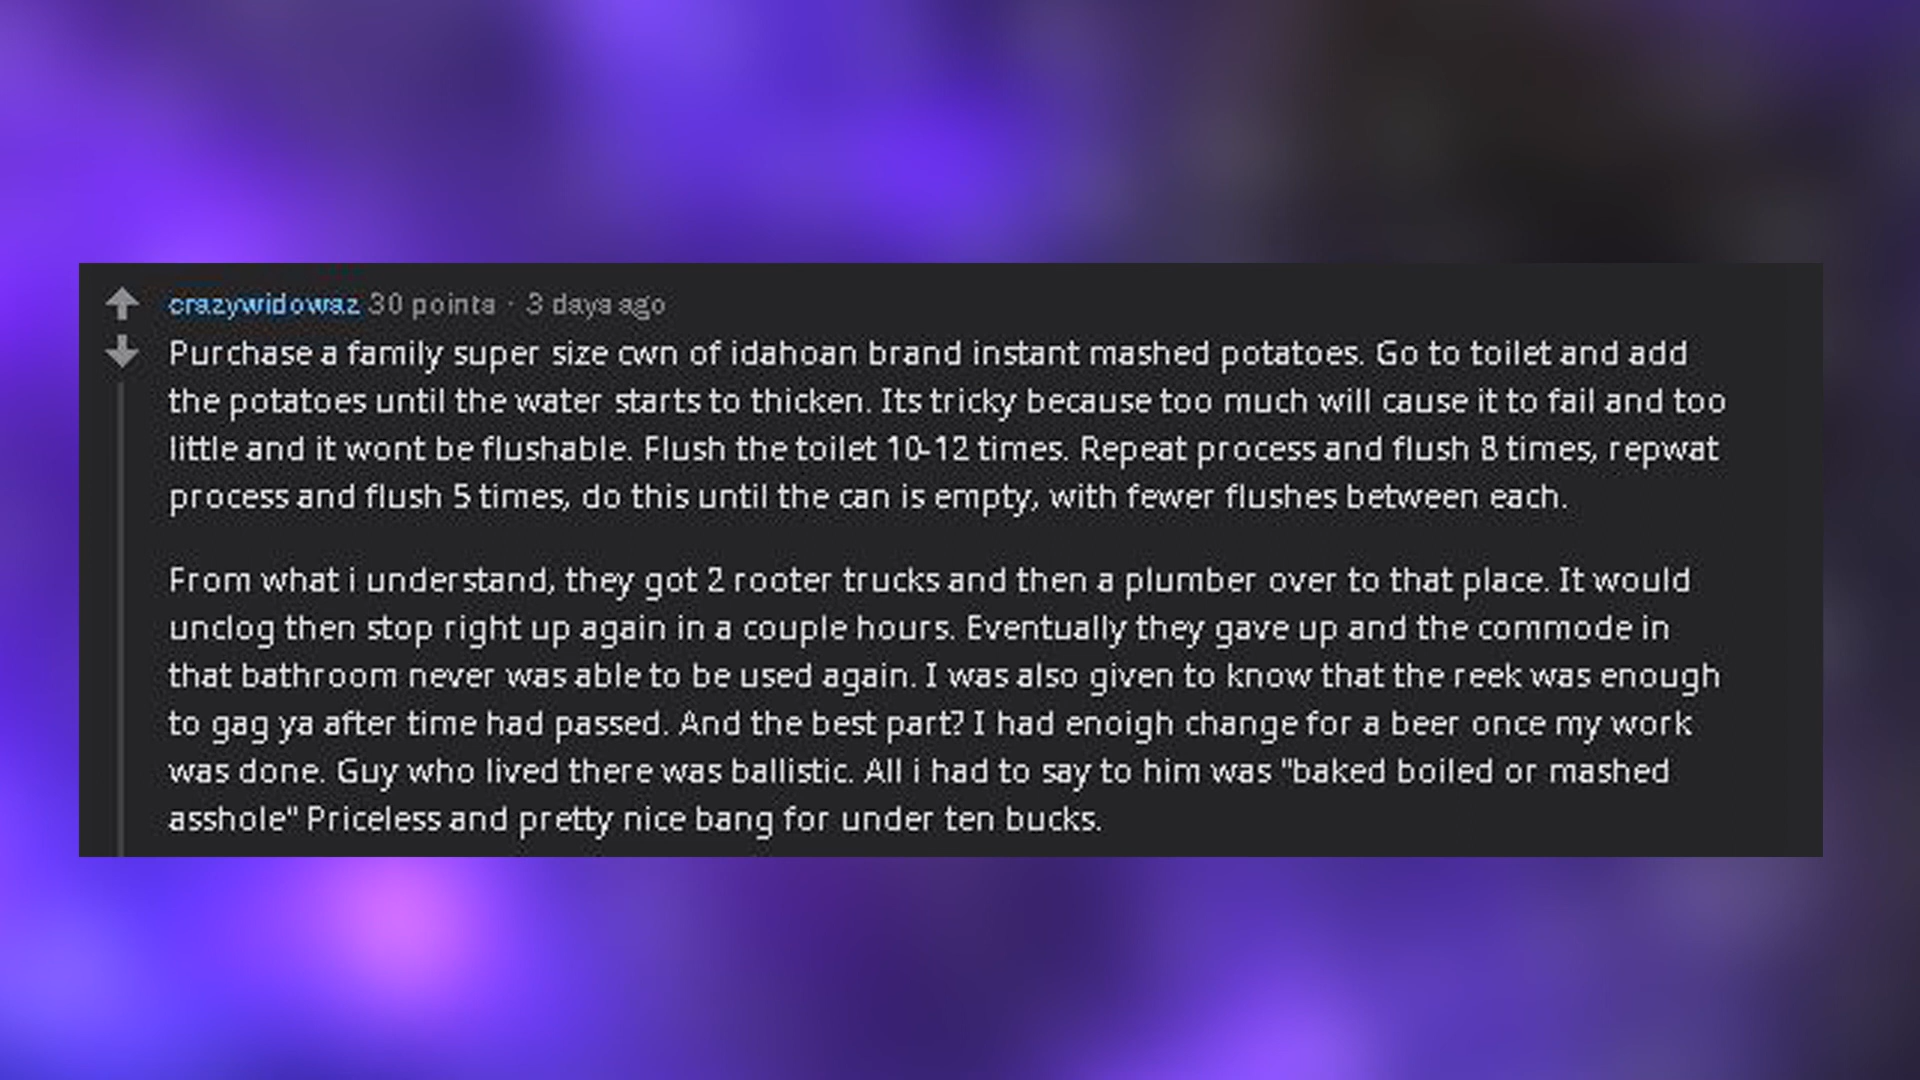 crazywidowaz 30 points · 3 days ago
Purchase a family super size cwn of idahoan brand instant mashed potatoes. Go to toilet and add
the potatoes until the water starts to thicken. Its tricky because too much will cause it to fail and too
little and it wont be flushable. Flush the toilet 10-12 times. Repeat process and flush 8 times, repwat
process and flush 5 times, do this until the can is empty, with fewer flushes between each.
From what i understand, they got 2 rooter trucks and then a plumber over to that place. It would
unclog then stop right up again in a couple hours. Eventually they gave up and the commode in
that bathroom never was able to be used again. I was also given to know that the reek was enough
to gag ya after time had passed. And the best part? I had enoigh change for a beer once my work
was done. Guy who lived there was ballistic. All i had to say to him was "baked boiled or mashed
asshole" Priceless and pretty nice bang for under ten bucks.